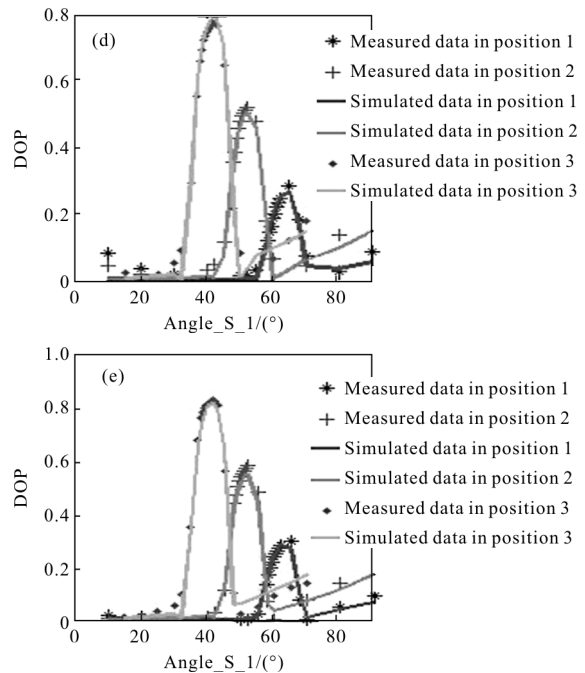 0.8
(d)
Measured data in position 1
Measured data in position 2
0.6
Simulated data in position 1
Simulated data in position 2
DOP
0.4
Measured data in position 3
Simulated data in position 3
0.2
0
0 20 40 60 80
Angle_S_1/(°)
1.0
(e)
Measured data in position 1
0.8
Measured data in position 2
Simulated data in position 1
0.6
Simulated data in position 2
DOP
Measured data in position 3
0.4
Simulated data in position 3
0.2
0
0 20 40 60 80
Angle_S_1/(°)